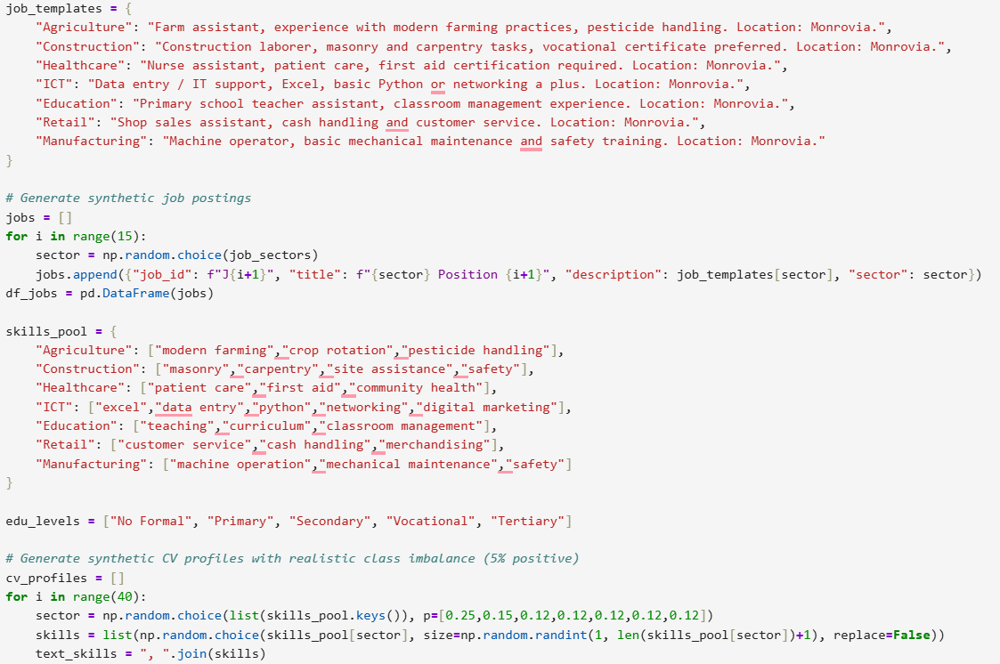 job_templates = {
    "Agriculture": "Farm assistant, experience with modern farming practices, pesticide handling. Location: Monrovia.",
    "Construction": "Construction laborer, masonry and carpentry tasks, vocational certificate preferred. Location: Monrovia.",
    "Healthcare": "Nurse assistant, patient care, first aid certification required. Location: Monrovia.",
    "ICT": "Data entry / IT support, Excel, basic Python or networking a plus. Location: Monrovia.",
    "Education": "Primary school teacher assistant, classroom management experience. Location: Monrovia.",
    "Retail": "Shop sales assistant, cash handling and customer service. Location: Monrovia.",
    "Manufacturing": "Machine operator, basic mechanical maintenance and safety training. Location: Monrovia."
}

# Generate synthetic job postings
jobs = []
for i in range(15):
    sector = np.random.choice(job_sectors)
    jobs.append({"job_id": f"J{i+1}", "title": f"{sector} Position {i+1}", "description": job_templates[sector], "sector": sector})
df_jobs = pd.DataFrame(jobs)

skills_pool = {
    "Agriculture": ["modern farming","crop rotation","pesticide handling"],
    "Construction": ["masonry","carpentry","site assistance","safety"],
    "Healthcare": ["patient care","first aid","community health"],
    "ICT": ["excel","data entry","python","networking","digital marketing"],
    "Education": ["teaching","curriculum","classroom management"],
    "Retail": ["customer service","cash handling","merchandising"],
    "Manufacturing": ["machine operation","mechanical maintenance","safety"]
}

edu_levels = ["No Formal", "Primary", "Secondary", "Vocational", "Tertiary"]

# Generate synthetic CV profiles with realistic class imbalance (5% positive)
cv_profiles = []
for i in range(40):
    sector = np.random.choice(list(skills_pool.keys()), p=[0.25,0.15,0.12,0.12,0.12,0.12,0.12])
    skills = list(np.random.choice(skills_pool[sector], size=np.random.randint(1, len(skills_pool[sector])+1), replace=False))
    text_skills = ", ".join(skills)